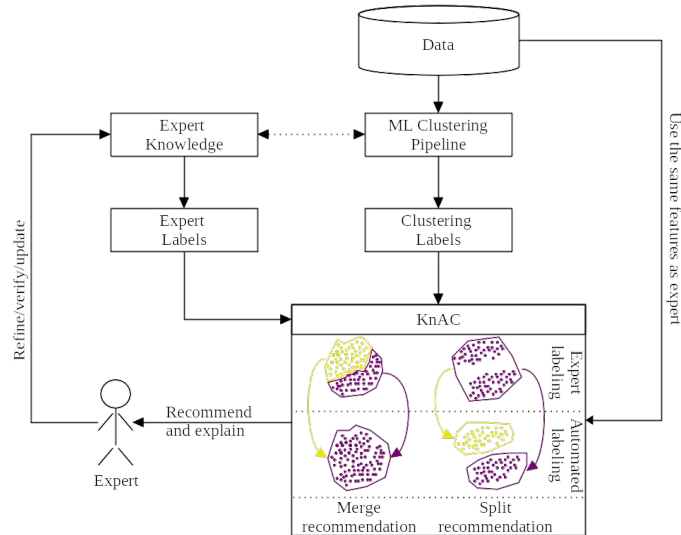 Data
Expert
Knowledge
ML Clustering
Pipeline
Expert
Labels
Clustering
Labels
Use the same features as expert
Refine/verify/update
KnAC
Expert
labeling
Automated
labeling
Recommend
and explain
Expert
Merge
recommendation
Split
recommendation